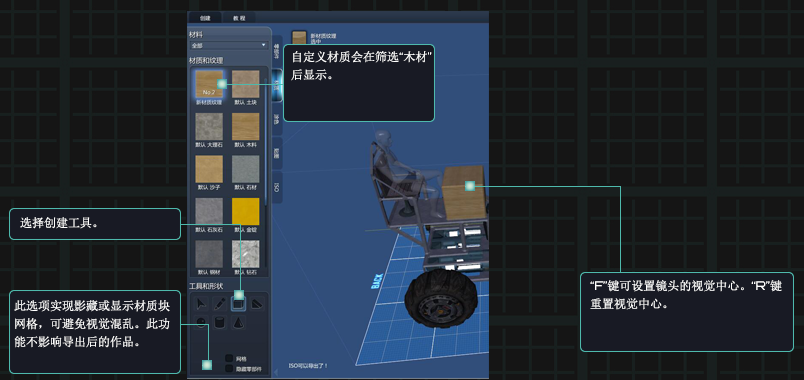 创建 教程
材料
全部
新材质纹理
选中
自定义材质会在筛选“木材”
后显示。
材质和纹理
No.2
新材质纹理 默认 土块
默认 大理石 默认 木料
默认 沙子 默认 石材
默认 石灰石 默认 金锭
默认 钢材 默认 钻石
ISO
BACK
选择创建工具。
工具和形状
此选项实现影藏或显示材质块
网格，可避免视觉混乱。此功
能不影响导出后的作品。
“F”键可设置镜头的视觉中心。“R”键
重置视觉中心。
网格
隐藏零部件
ISO可以导出了！